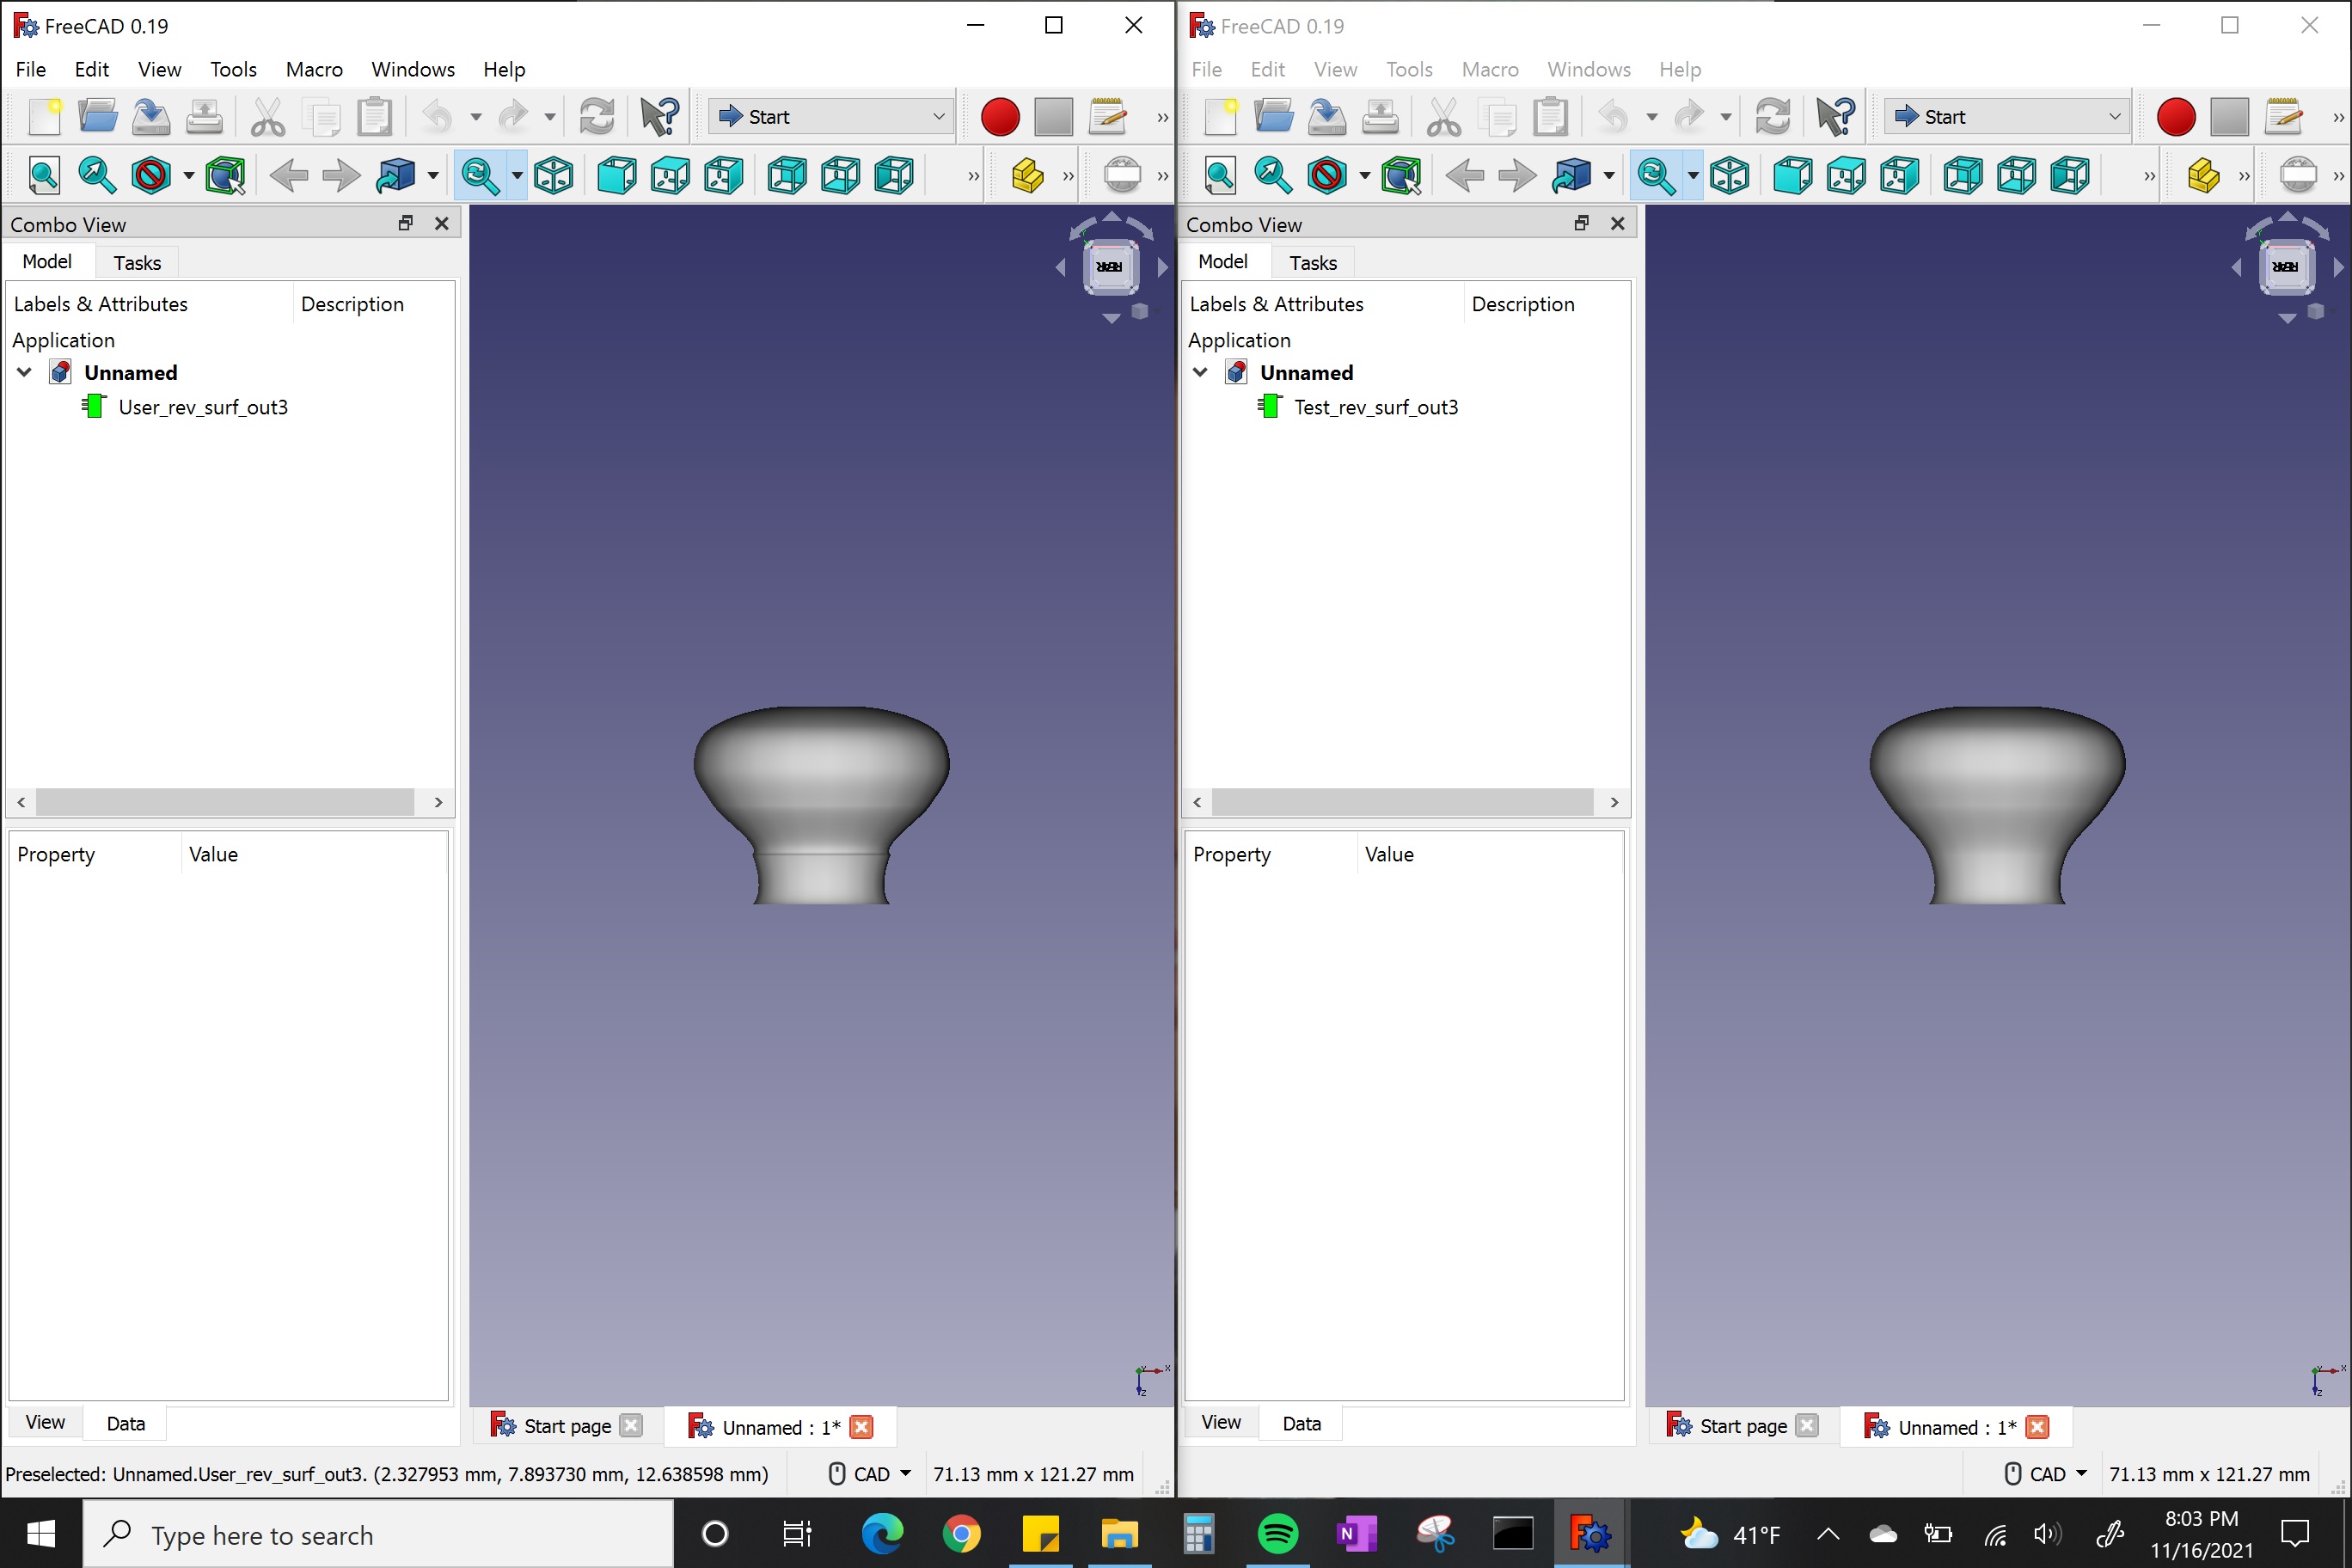 FreeCAD 0.19
File Edit View Tools Macro Windows Help
Start
Combo View
Model Tasks
Labels & Attributes Description
Application
Unnamed
User_rev_surf_out3
Property Value
View Data
REAR
Start page Unnamed : 1*
Preselected: Unnamed.User_rev_surf_out3. (2.327953 mm, 7.893730 mm, 12.638598 mm) CAD 71.13 mm x 121.27 mm
FreeCAD 0.19
File Edit View Tools Macro Windows Help
Start
Combo View
Model Tasks
Labels & Attributes Description
Application
Unnamed
Test_rev_surf_out3
Property Value
View Data
REAR
Start page Unnamed : 1*
CAD 71.13 mm x 121.27 mm
Type here to search
N
41°F
8:03 PM
11/16/2021